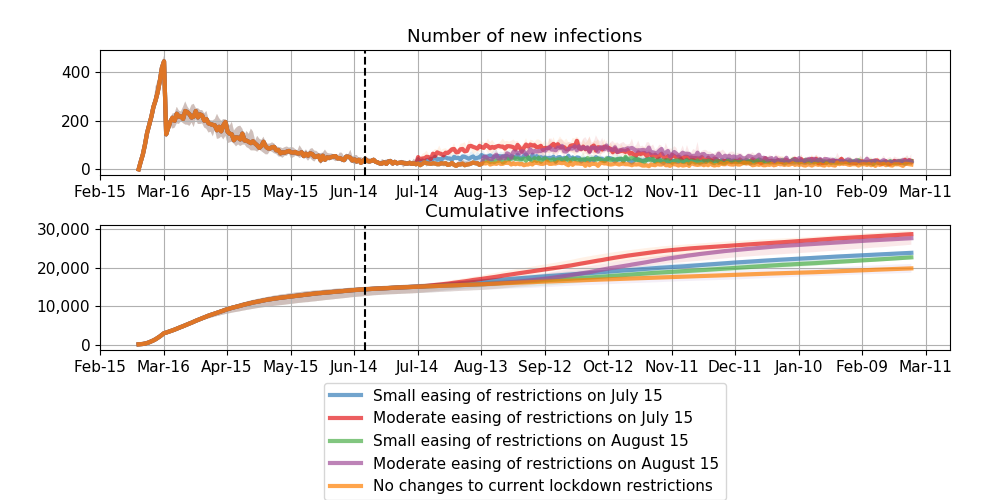 Number of new infections
400
200
0
Feb-15 Mar-16 Apr-15 May-15 Jun-14 Jul-14 Aug-13 Sep-12 Oct-12 Nov-11 Dec-11 Jan-10 Feb-09 Mar-11
Cumulative infections
30,000
20,000
10,000
0
Feb-15 Mar-16 Apr-15 May-15 Jun-14 Jul-14 Aug-13 Sep-12 Oct-12 Nov-11 Dec-11 Jan-10 Feb-09 Mar-11
Small easing of restrictions on July 15
Moderate easing of restrictions on July 15
Small easing of restrictions on August 15
Moderate easing of restrictions on August 15
No changes to current lockdown restrictions